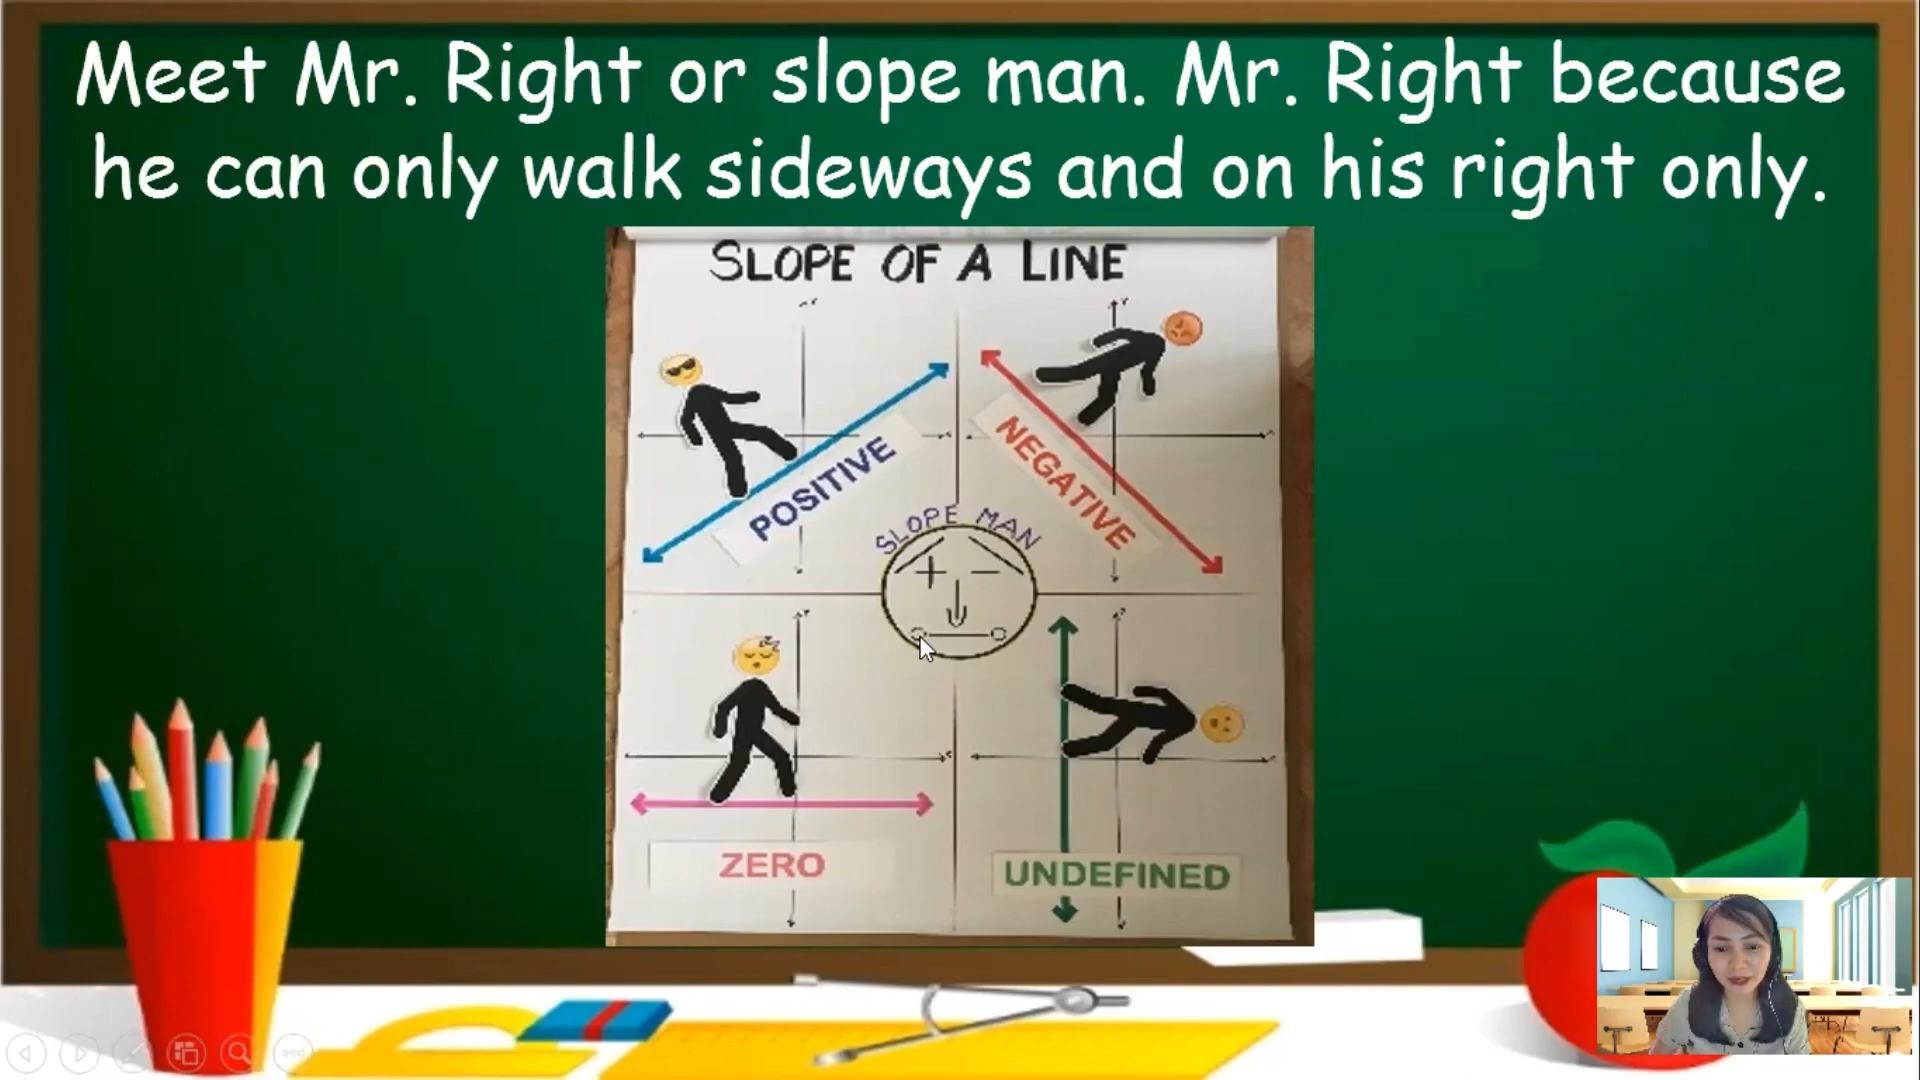 Meet Mr. Right or slope man. Mr. Right because
he can only walk sideways and on his right only.
SLOPE OF A LINE
POSITIVE
NEGATIVE
SLOPE MAN
ZERO
UNDEFINED